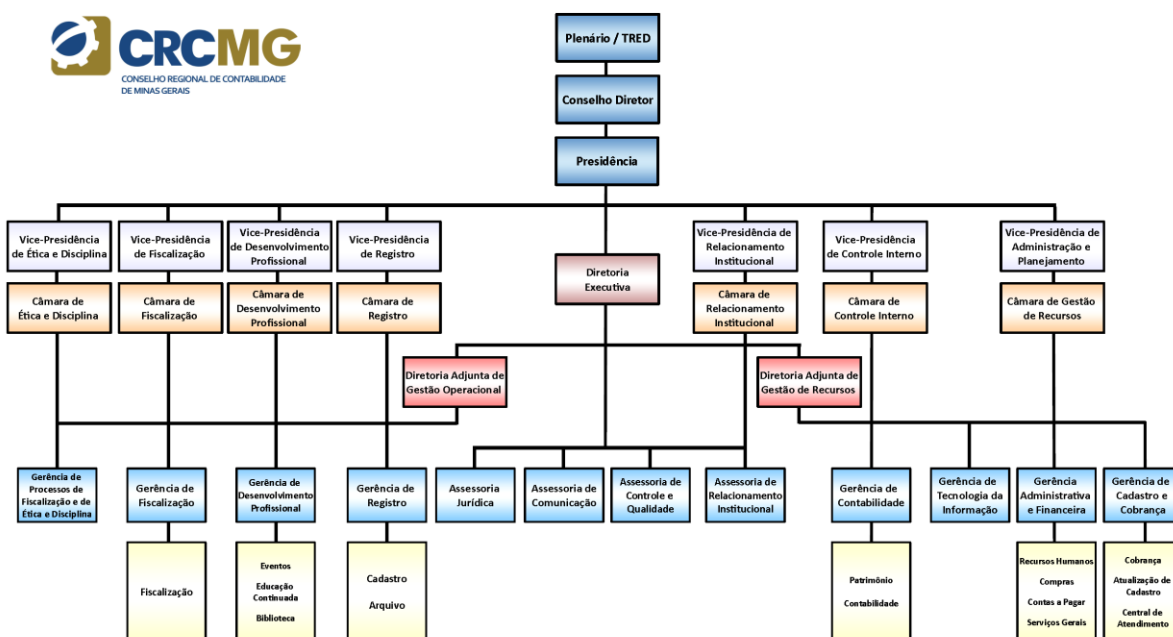 CRCMG
CONSELHO REGIONAL DE CONTABILIDADE
DE MINAS GERAIS
Plenário / TRED
Conselho Diretor
Presidência
Vice-Presidência
de Ética e Disciplina
Vice-Presidência
de Fiscalização
Vice-Presidência
de Desenvolvimento
Profissional
Vice-Presidência
de Registro
Diretoria
Executiva
Vice-Presidência de
Relacionamento
Institucional
Vice-Presidência
de Controle Interno
Vice-Presidência de
Administração e
Planejamento
Câmara de
Ética e Disciplina
Câmara de
Fiscalização
Câmara de
Desenvolvimento
Profissional
Câmara de
Registro
Câmara de
Relacionamento
Institucional
Câmara de
Controle Interno
Câmara de Gestão
de Recursos
Diretoria Adjunta de
Gestão Operacional
Diretoria Adjunta de
Gestão de Recursos
Gerência de
Processos de
Fiscalização e de
Ética e Disciplina
Gerência de
Fiscalização
Gerência de
Desenvolvimento
Profissional
Gerência de
Registro
Assessoria
Jurídica
Assessoria de
Comunicação
Assessoria de
Controle e
Qualidade
Assessoria de
Relacionamento
Institucional
Gerência de
Contabilidade
Gerência de
Tecnologia da
Informação
Gerência
Administrativa
e Financeira
Gerência de
Cadastro e
Cobrança
Fiscalização
Eventos
Educação
Continuada
Biblioteca
Cadastro
Arquivo
Patrimônio
Contabilidade
Recursos Humanos
Compras
Contas a Pagar
Serviços Gerais
Cobrança
Atualização de
Cadastro
Central de
Atendimento